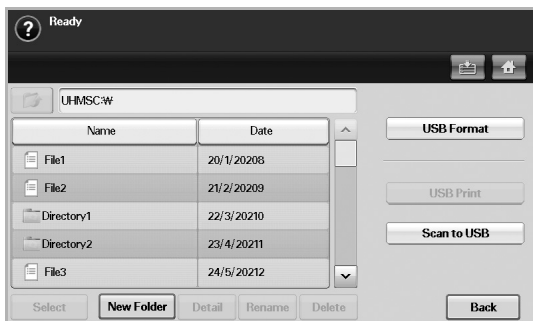 ?
Ready
UHMSC:₩
Name Date
File1 20/1/20208
File2 21/2/20209
Directory1 22/3/20210
Directory2 23/4/20211
File3 24/5/20212
USB Format
USB Print
Scan to USB
Select New Folder Detail Rename Delete Back